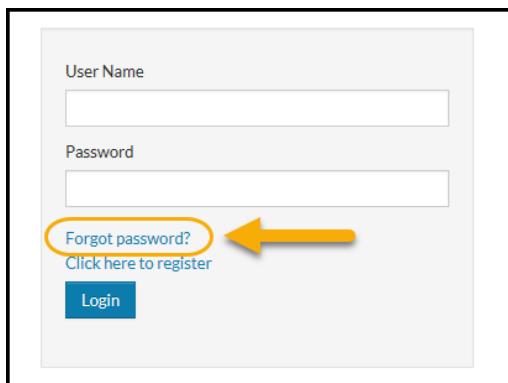 User Name
Password
Forgot password?
Click here to register
Login